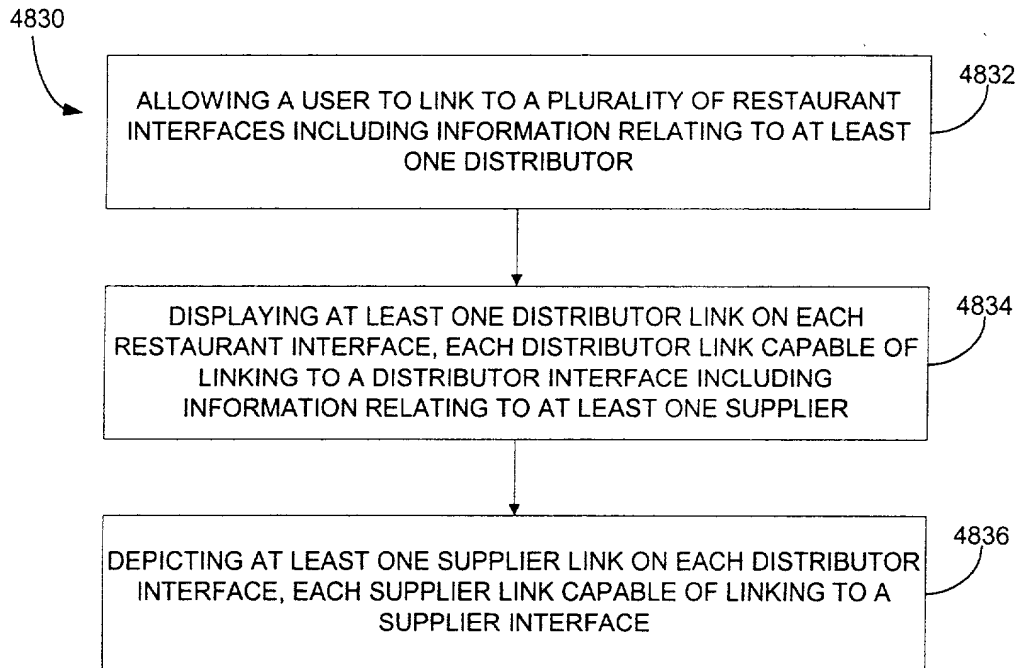 4830
4832
ALLOWING A USER TO LINK TO A PLURALITY OF RESTAURANT
INTERFACES INCLUDING INFORMATION RELATING TO AT LEAST
ONE DISTRIBUTOR
4834
DISPLAYING AT LEAST ONE DISTRIBUTOR LINK ON EACH
RESTAURANT INTERFACE, EACH DISTRIBUTOR LINK CAPABLE OF
LINKING TO A DISTRIBUTOR INTERFACE INCLUDING
INFORMATION RELATING TO AT LEAST ONE SUPPLIER
4836
DEPICTING AT LEAST ONE SUPPLIER LINK ON EACH DISTRIBUTOR
INTERFACE, EACH SUPPLIER LINK CAPABLE OF LINKING TO A
SUPPLIER INTERFACE